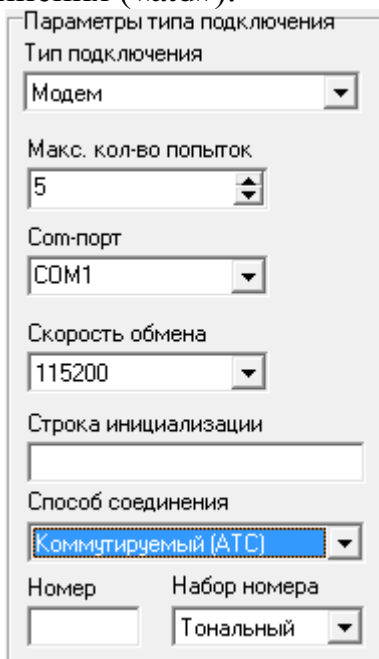 Параметры типа подключения
Тип подключения
Модем
Макс. кол-во попыток
5
Com-порт
COM1
Скорость обмена
115200
Строка инициализации
Способ соединения
Коммутируемый (АТС)
Номер Набор номера
Тональный